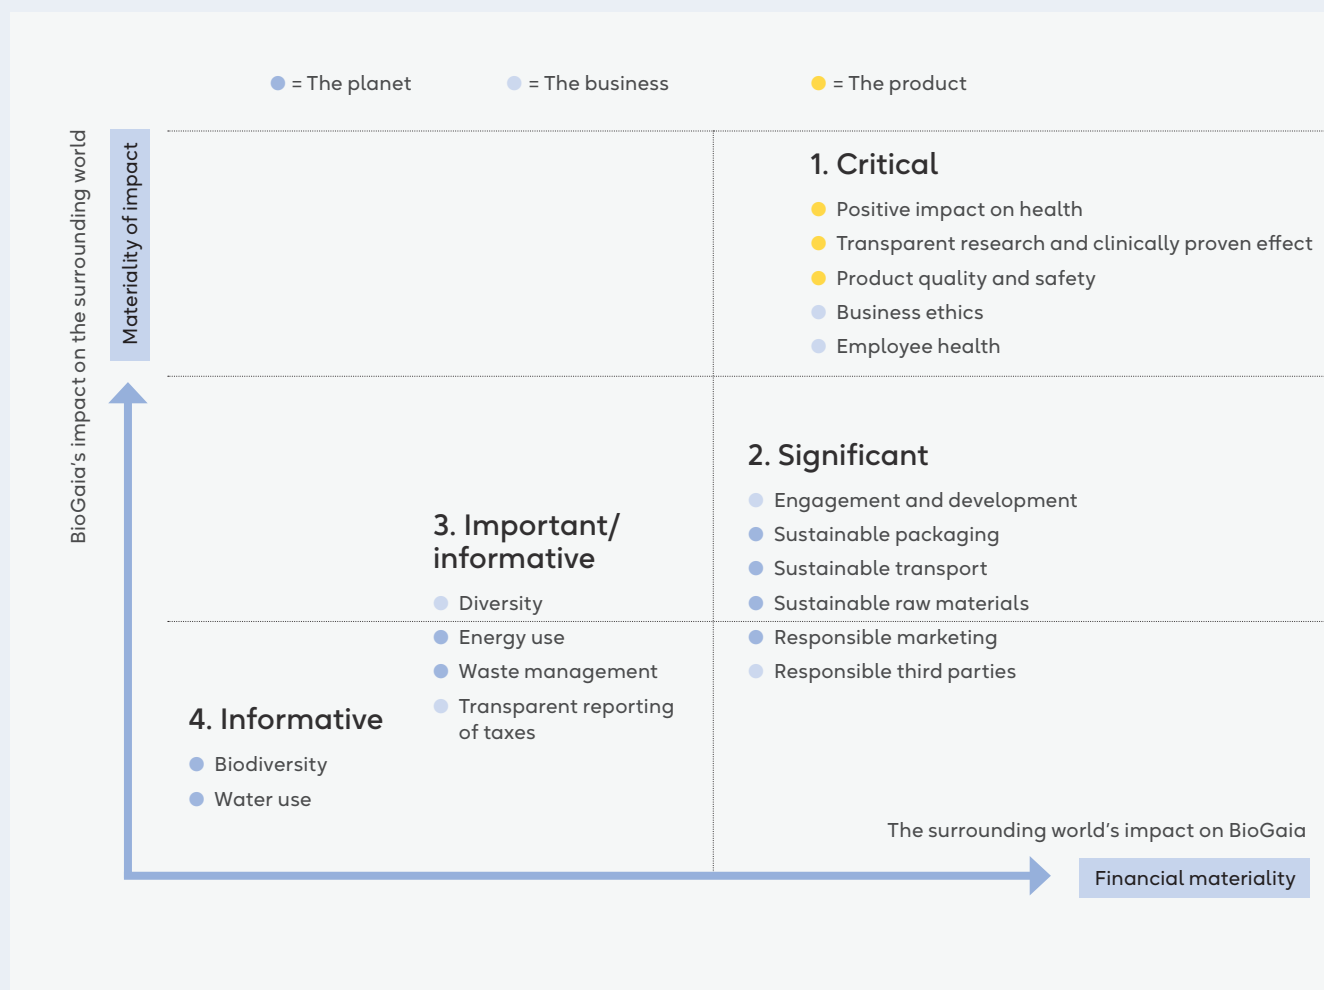 = The planet
= The business
= The product
BioGaia's impact on the surrounding world
Materiality of impact
1. Critical
Positive impact on health
Transparent research and clinically proven effect
Product quality and safety
Business ethics
Employee health
2. Significant
Engagement and development
Sustainable packaging
Sustainable transport
Sustainable raw materials
Responsible marketing
Responsible third parties
3. Important/
informative
Diversity
Energy use
Waste management
Transparent reporting
of taxes
4. Informative
Biodiversity
Water use
The surrounding world's impact on BioGaia
Financial materiality